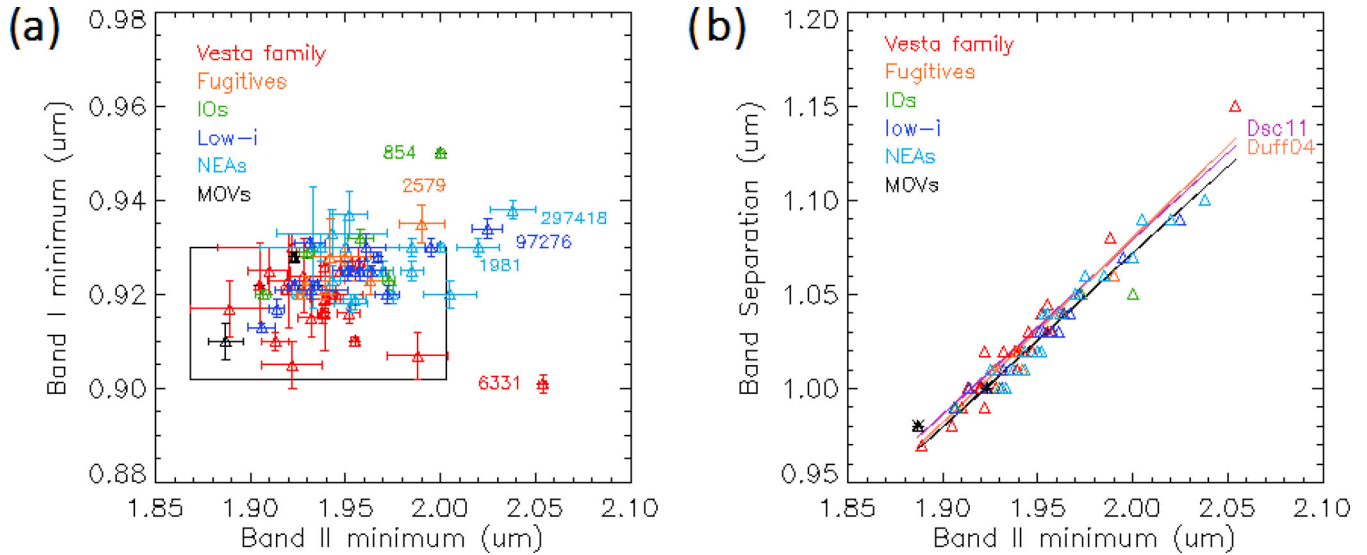 (a)
0.98
0.96
0.94
0.92
0.90
0.88
Band I minimum (um)
Vesta family
Fugitives
IOs
Low-i
NEAs
MOVs
854
2579
297418
97276
1981
6331
1.85 1.90 1.95 2.00 2.05 2.10
Band II minimum (um)
(b)
1.20
1.15
1.10
1.05
1.00
0.95
Band Separation (um)
Vesta family
Fugitives
IOs
low-i
NEAs
MOVs
Dsc11
Duff04
1.85 1.90 1.95 2.00 2.05 2.10
Band II minimum (um)